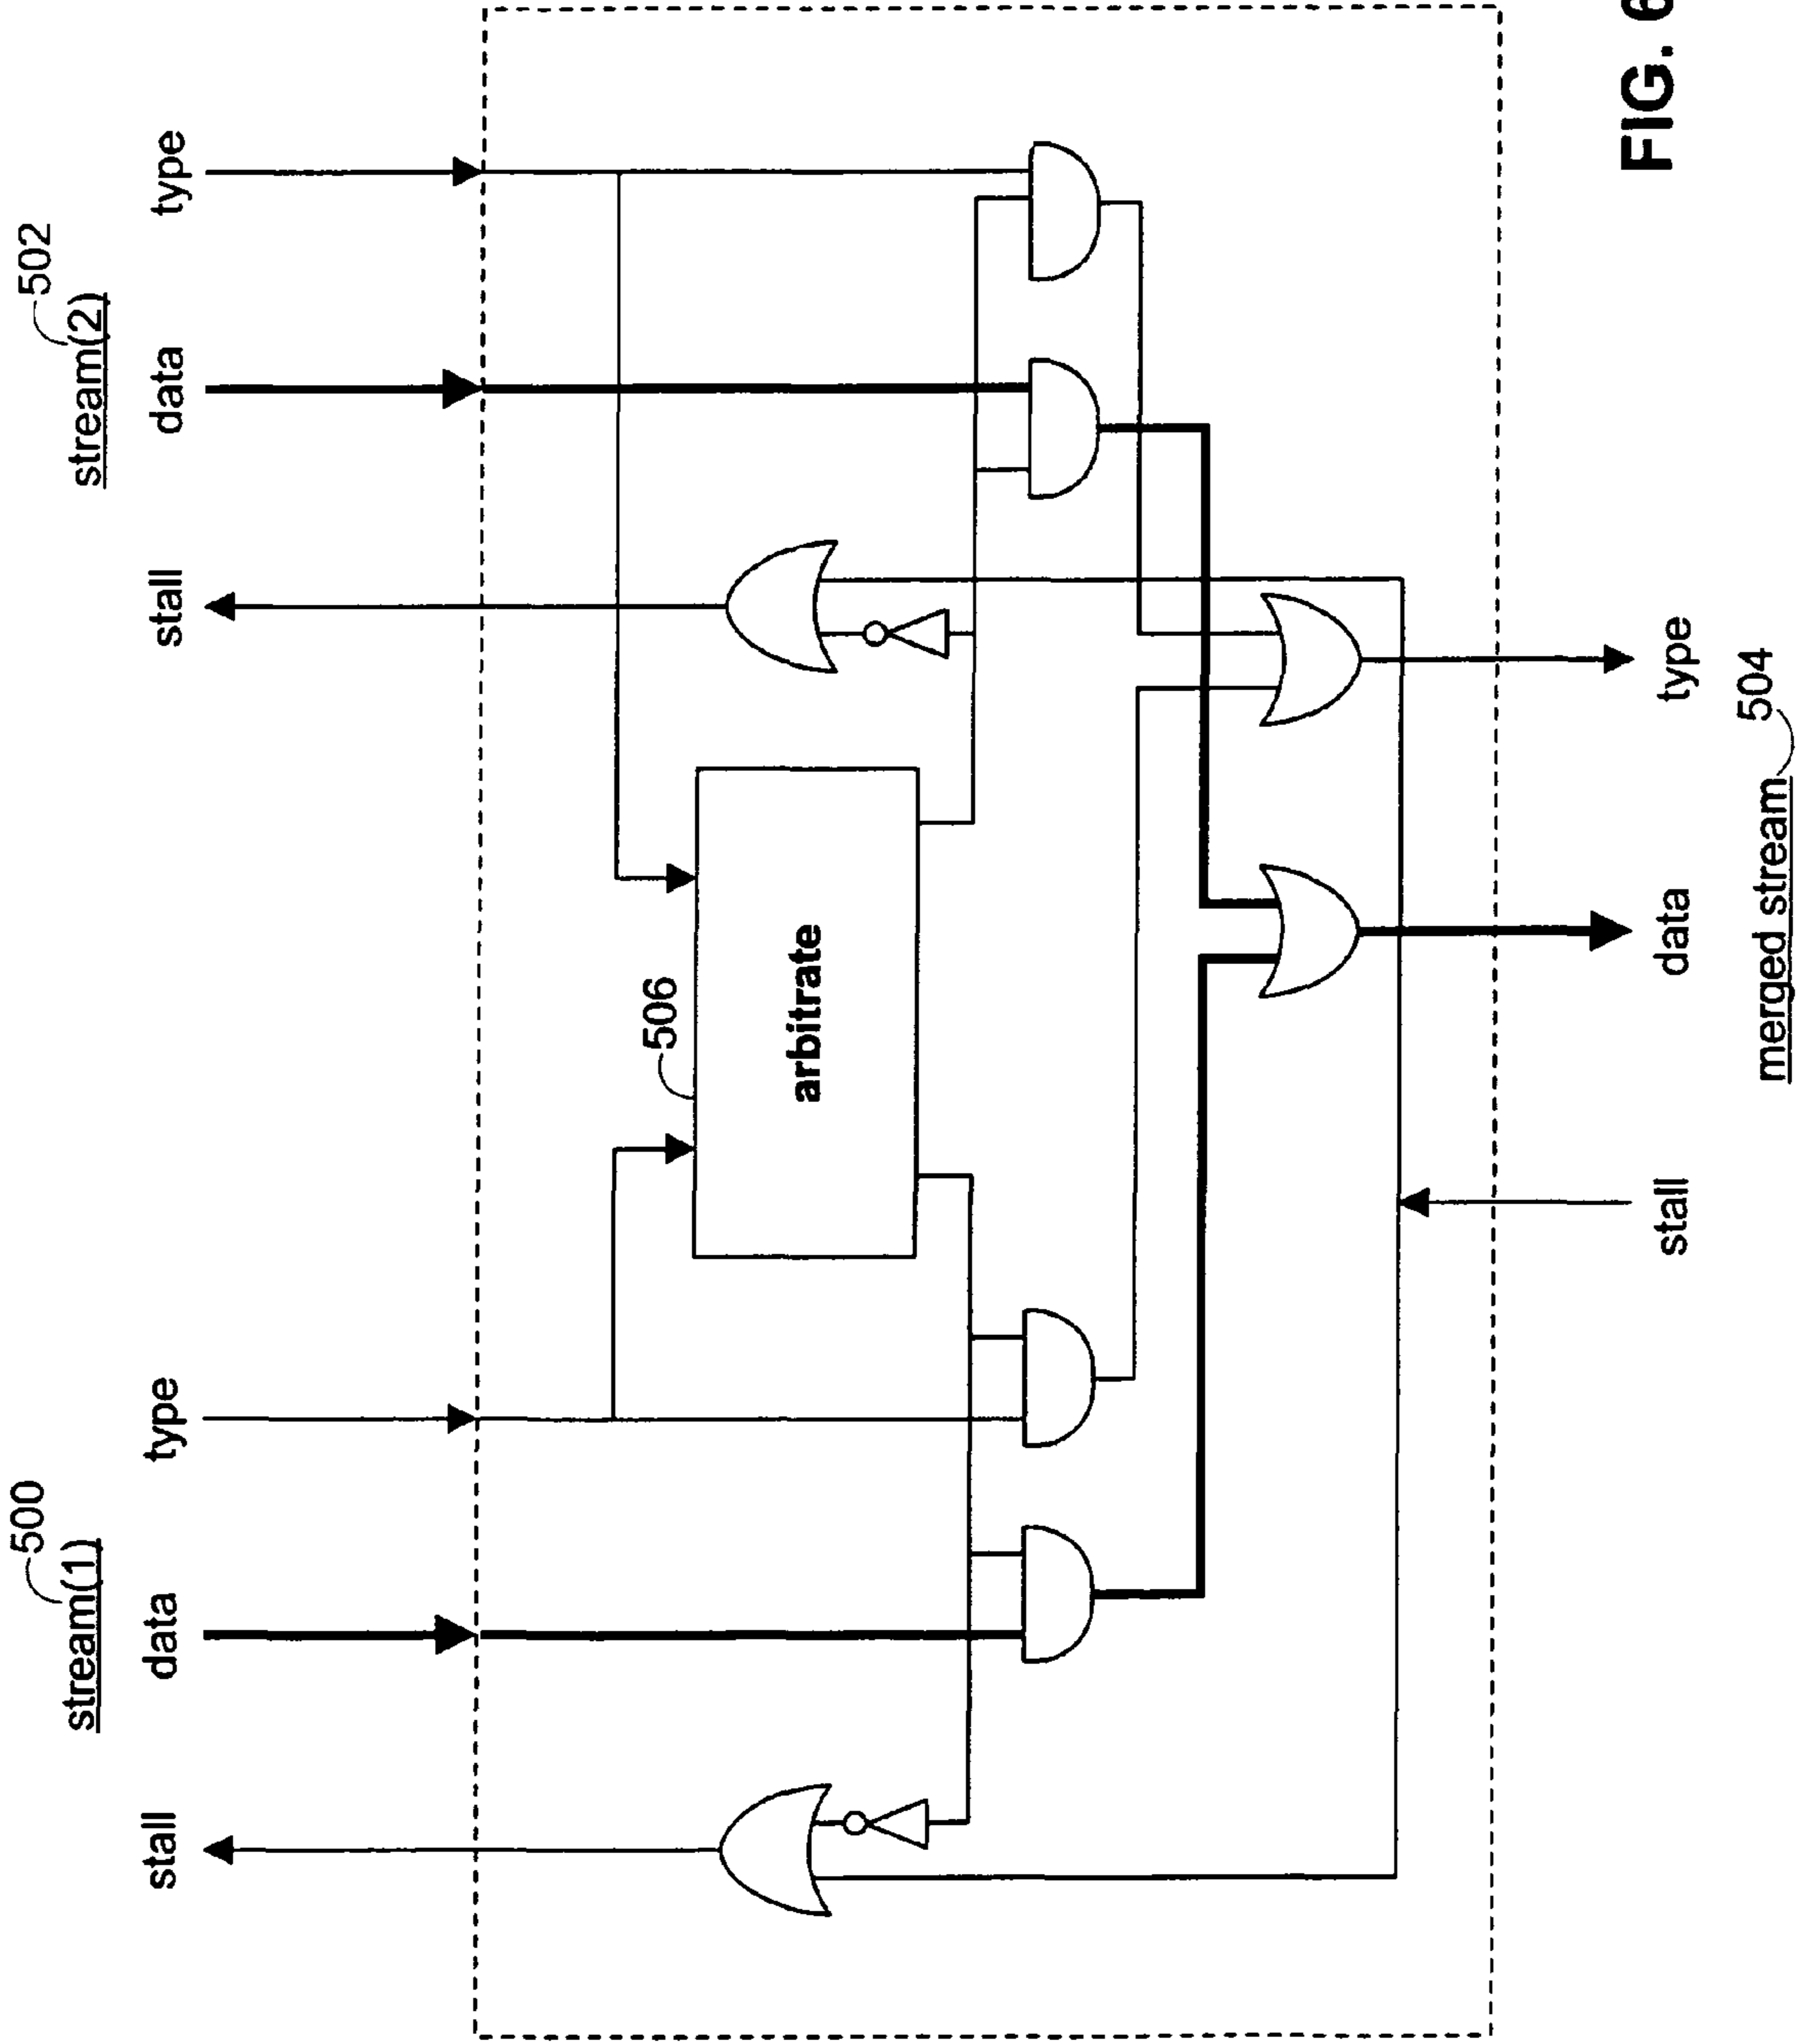 500
stream(1)
502
stream(2)
stall
data
type
stall
data
type
506
arbitrate
stall
data
type
merged stream
504
FIG. 6